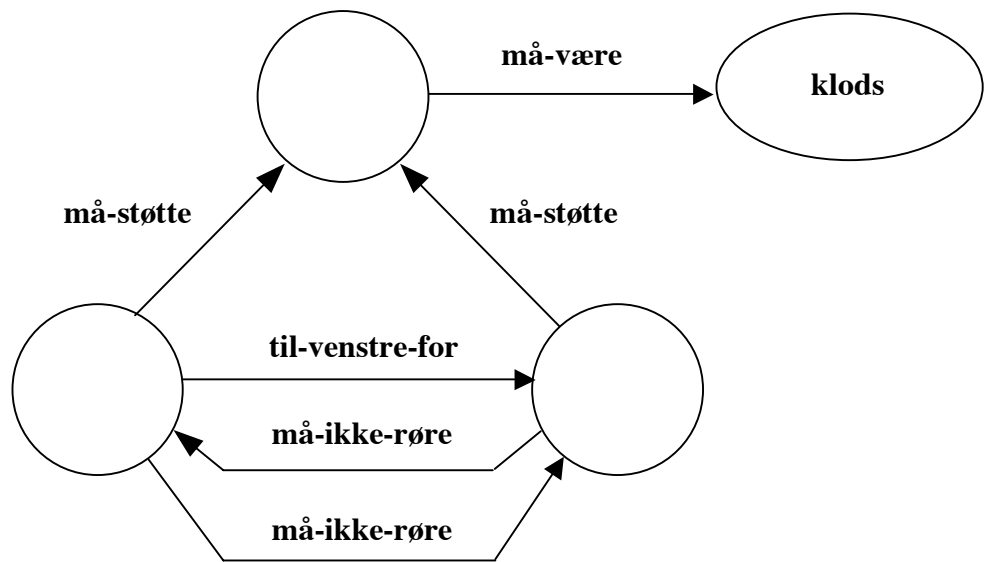 må-være
klods
må-støtte
må-støtte
til-venstre-for
må-ikke-røre
må-ikke-røre